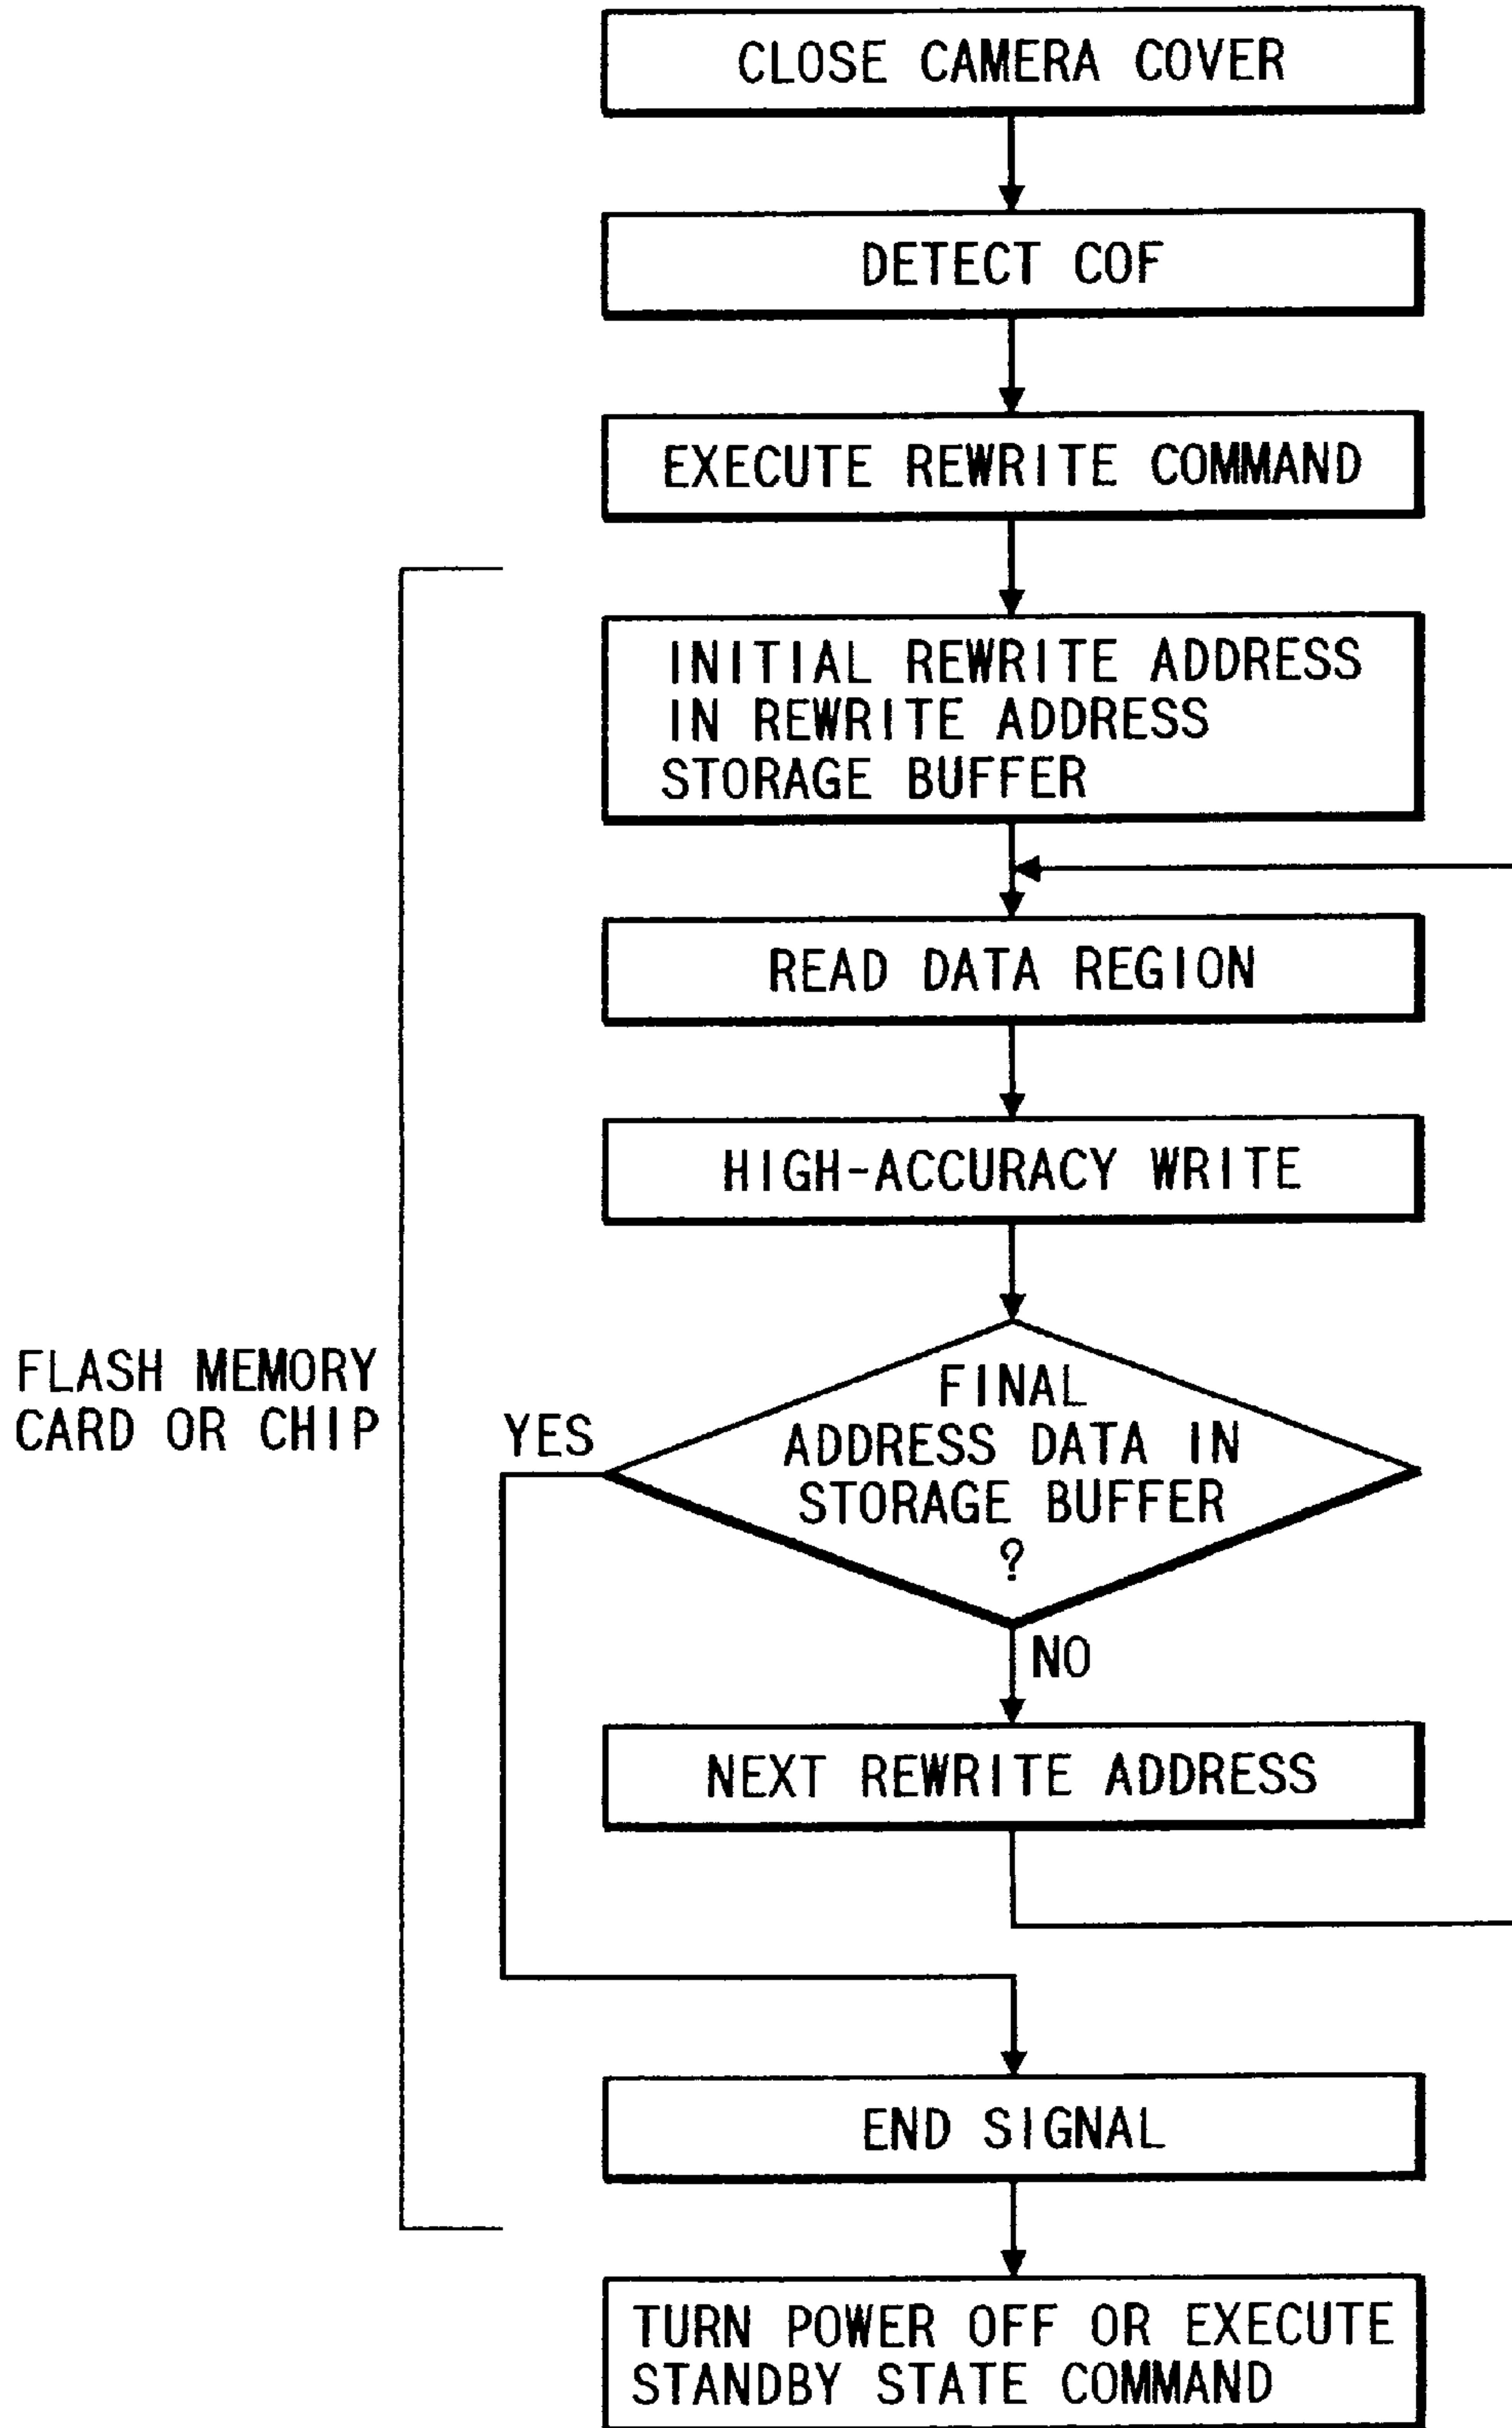 CLOSE CAMERA COVER
DETECT COF
EXECUTE REWRITE COMMAND
INITIAL REWRITE ADDRESS
IN REWRITE ADDRESS
STORAGE BUFFER
READ DATA REGION
HIGH-ACCURACY WRITE
FLASH MEMORY
CARD OR CHIP
YES
FINAL
ADDRESS DATA IN
STORAGE BUFFER
?
NO
NEXT REWRITE ADDRESS
END SIGNAL
TURN POWER OFF OR EXECUTE
STANDBY STATE COMMAND